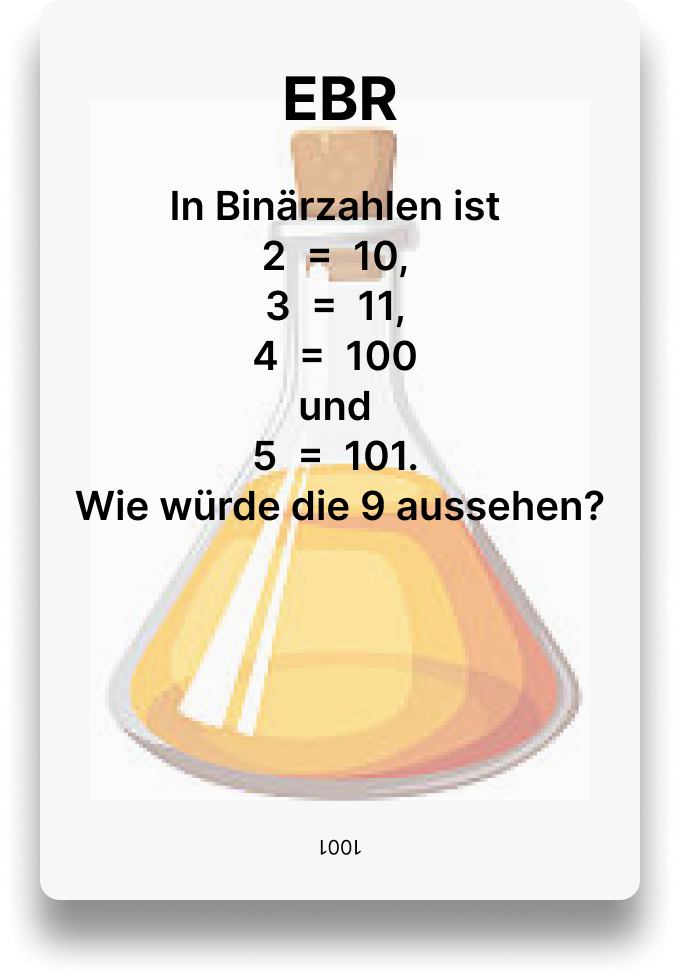 EBR
In Binärzahlen ist
2 = 10,
3 = 11,
4 = 100
und
5 = 101.
Wie würde die 9 aussehen?
1001